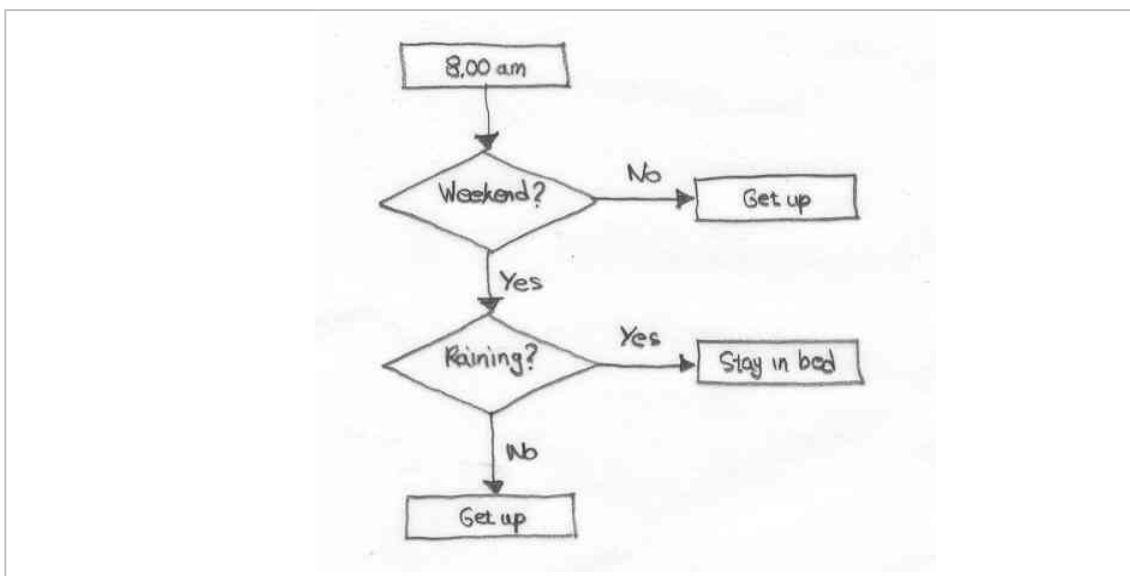 8.00 am
Weekend?
No
Get up
Yes
Raining?
Yes
Stay in bed
No
Get up